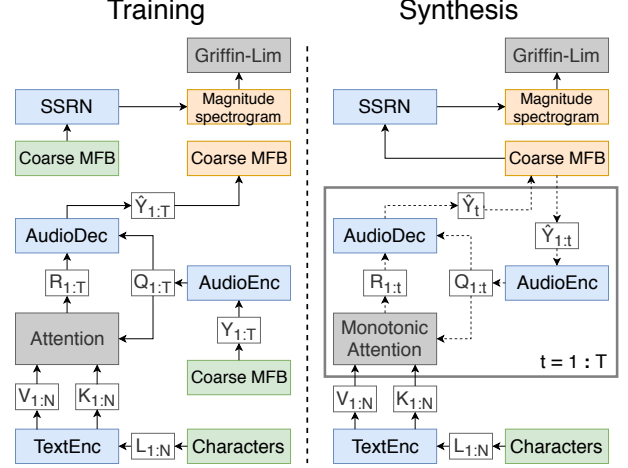 Training
Griffin-Lim
SSRN
Magnitude
spectrogram
Coarse MFB
Coarse MFB
Ŷ1:T
AudioDec
R1:T
Q1:T
AudioEnc
Attention
Y1:T
Coarse MFB
V1:N
K1:N
TextEnc
L1:N
Characters
Synthesis
Griffin-Lim
SSRN
Magnitude
spectrogram
Coarse MFB
Ŷt
Ŷ1:t
AudioDec
R1:t
Q1:t
AudioEnc
Monotonic
Attention
t = 1 : T
V1:N
K1:N
TextEnc
L1:N
Characters